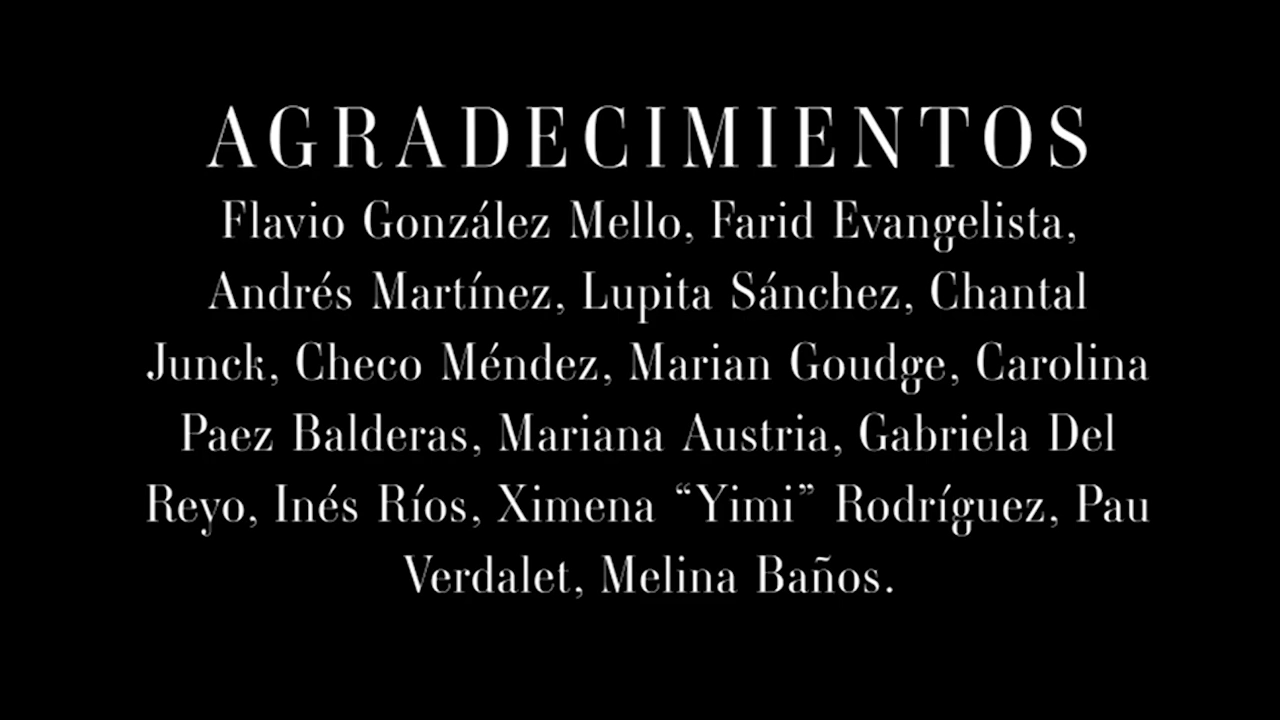 AGRADECIMIENTOS
Flavio González Mello, Farid Evangelista,
Andrés Martínez, Lupita Sánchez, Chantal
Junck, Checo Méndez, Marian Goudge, Carolina
Paez Balderas, Mariana Austria, Gabriela Del
Reyo, Inés Ríos, Ximena “Yimi” Rodríguez, Pau
Verdalet, Melina Baños.